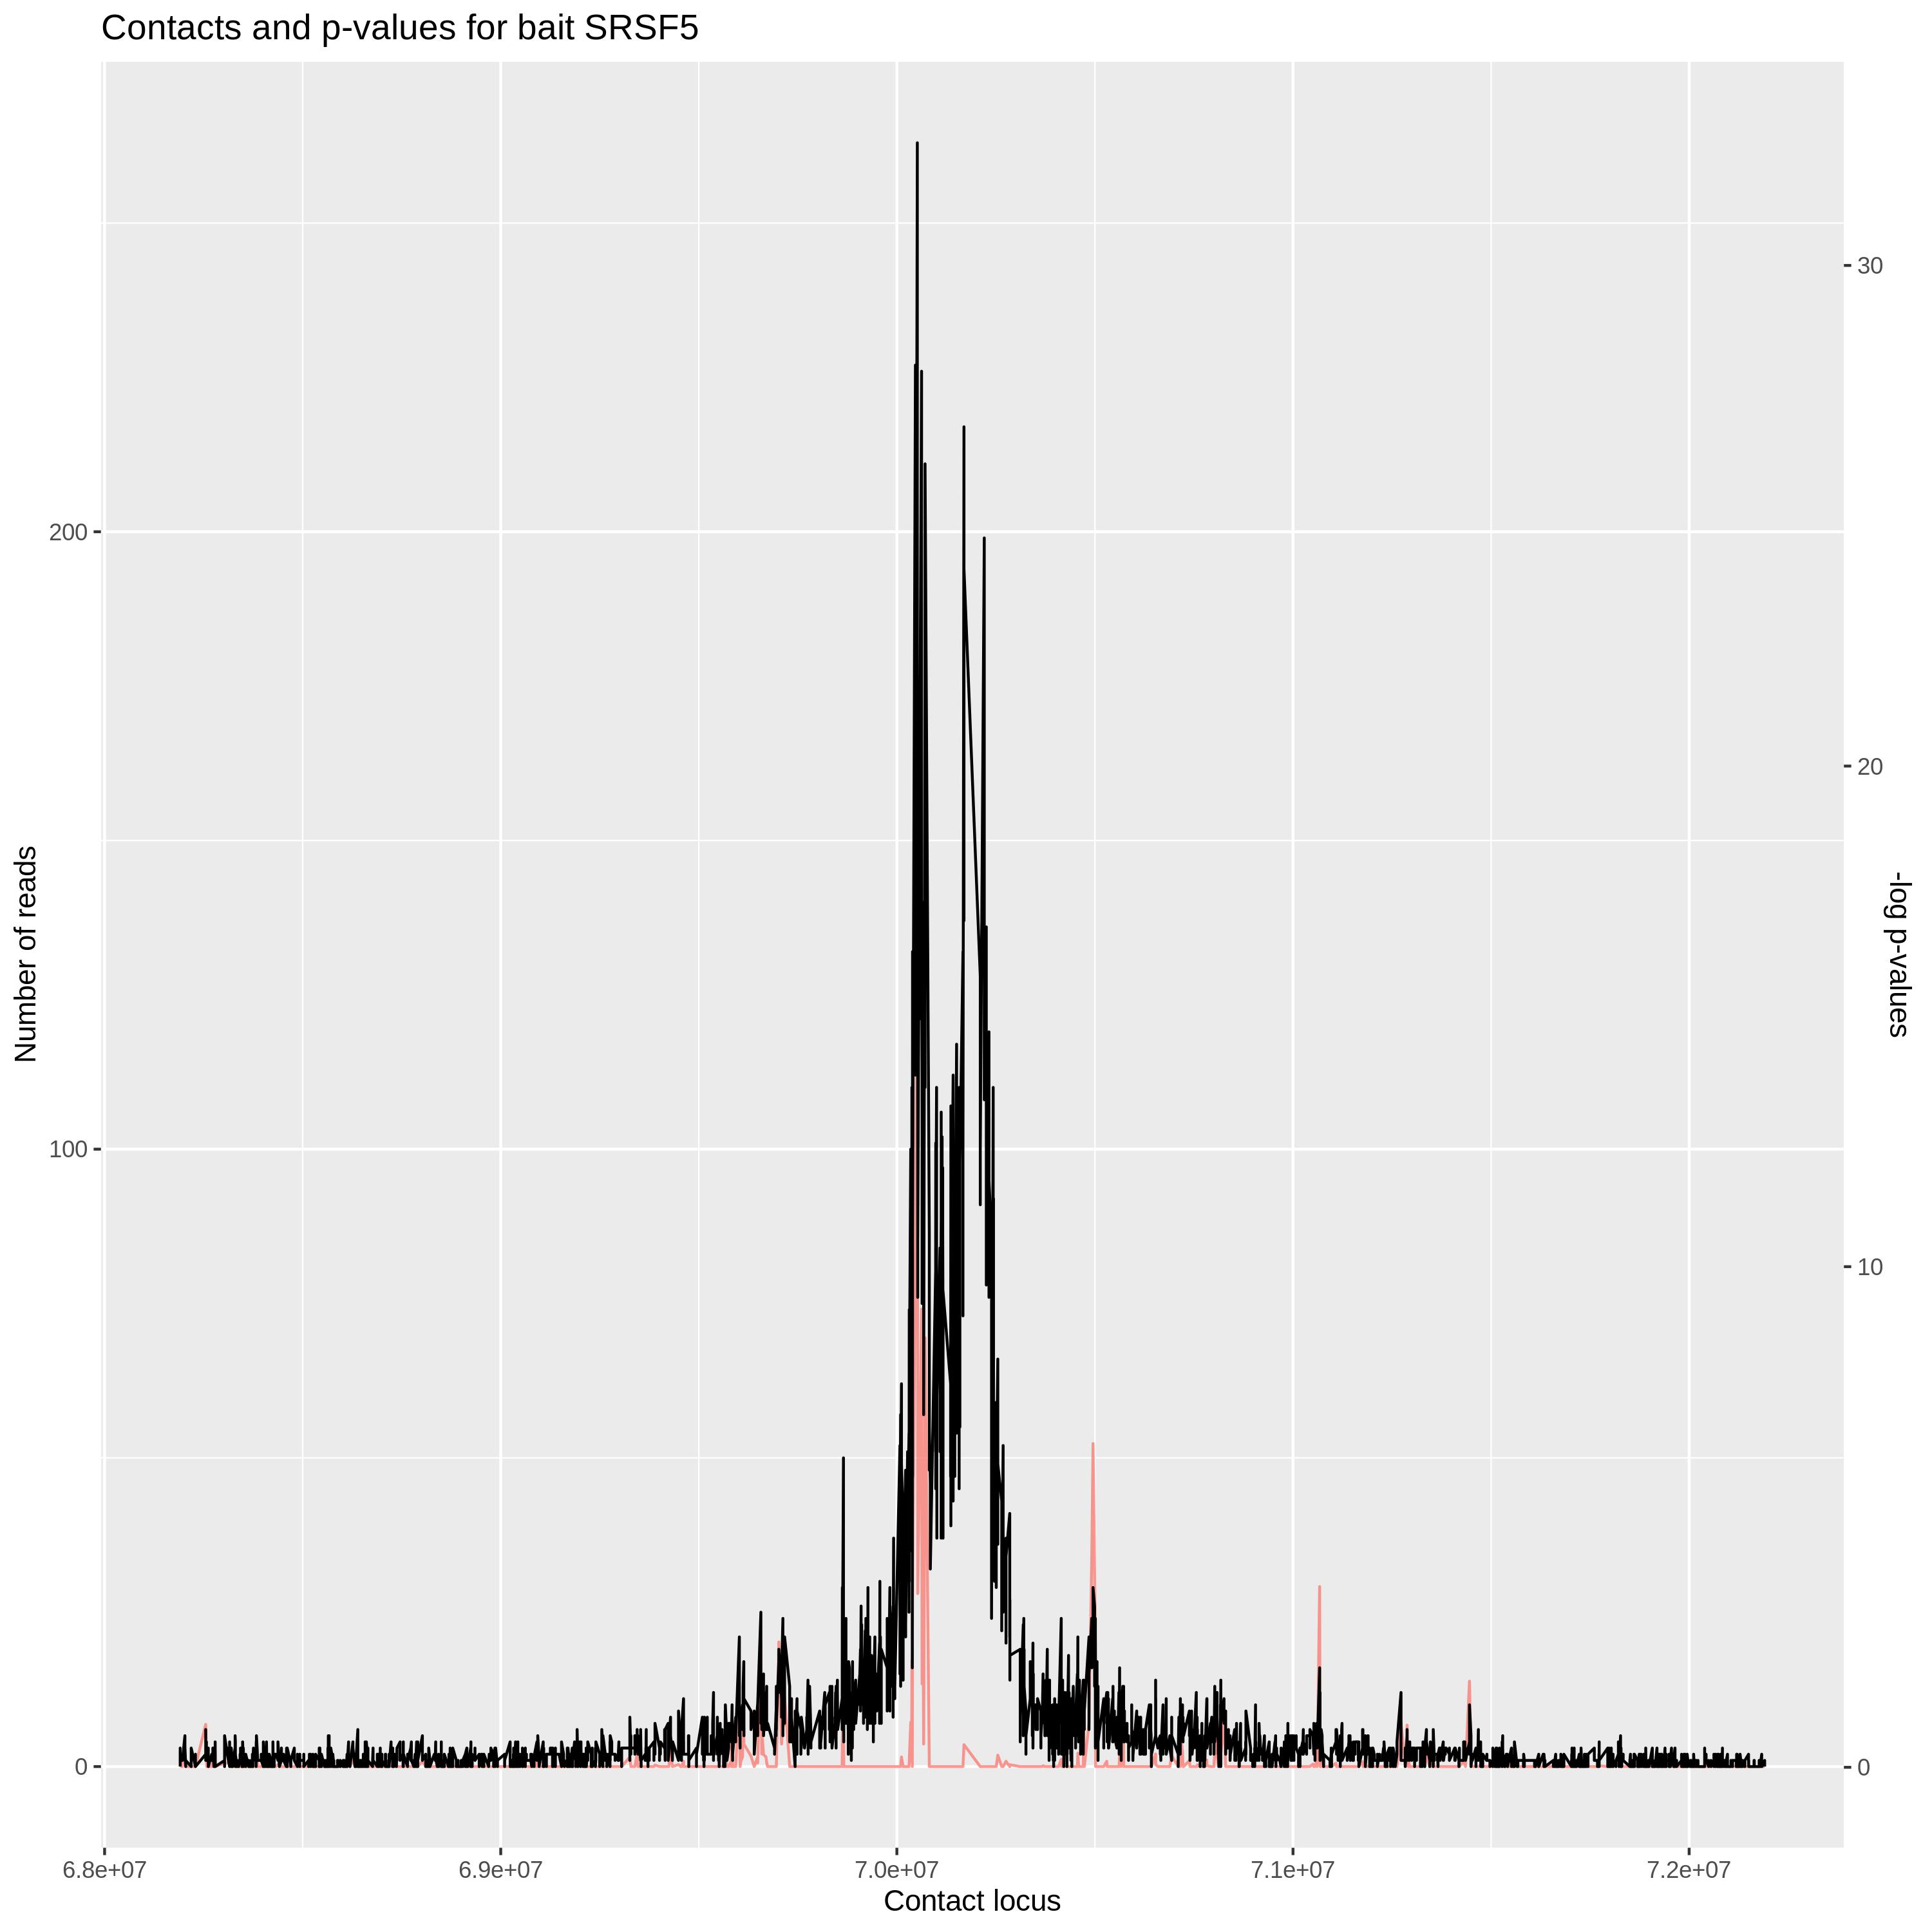 Contacts and p-values for bait SRSF5
Number of reads
200
100
0
30
20
10
0
-log p-values
6.8e+07
6.9e+07
7.0e+07
7.1e+07
7.2e+07
Contact locus